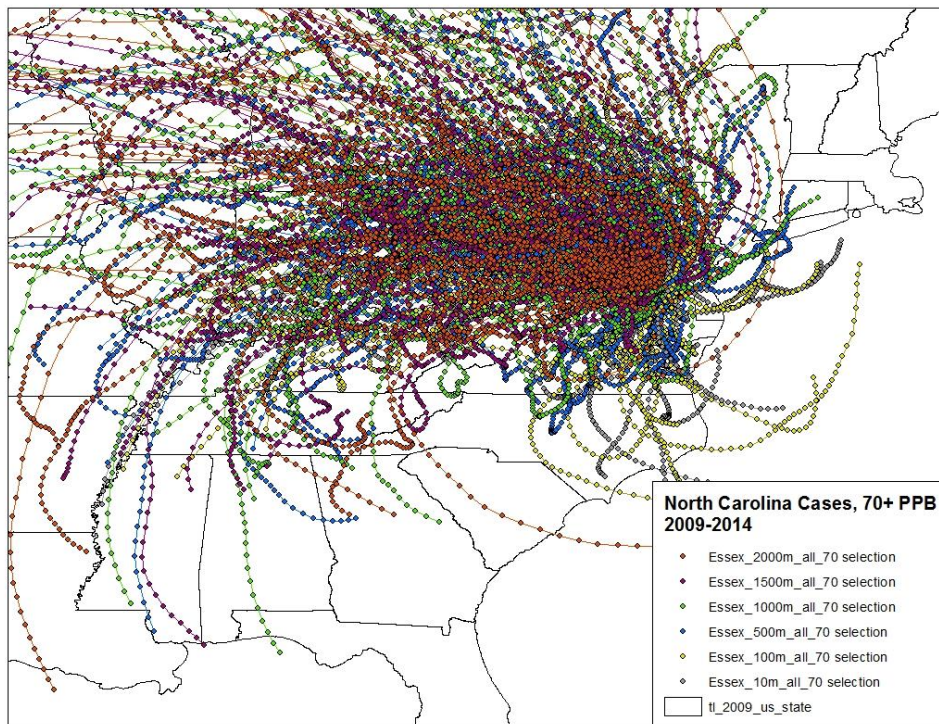 North Carolina Cases, 70+ PPB
2009-2014
Essex_2000m_all_70 selection
Essex_1500m_all_70 selection
Essex_1000m_all_70 selection
Essex_500m_all_70 selection
Essex_100m_all_70 selection
Essex_10m_all_70 selection
tl_2009_us_state